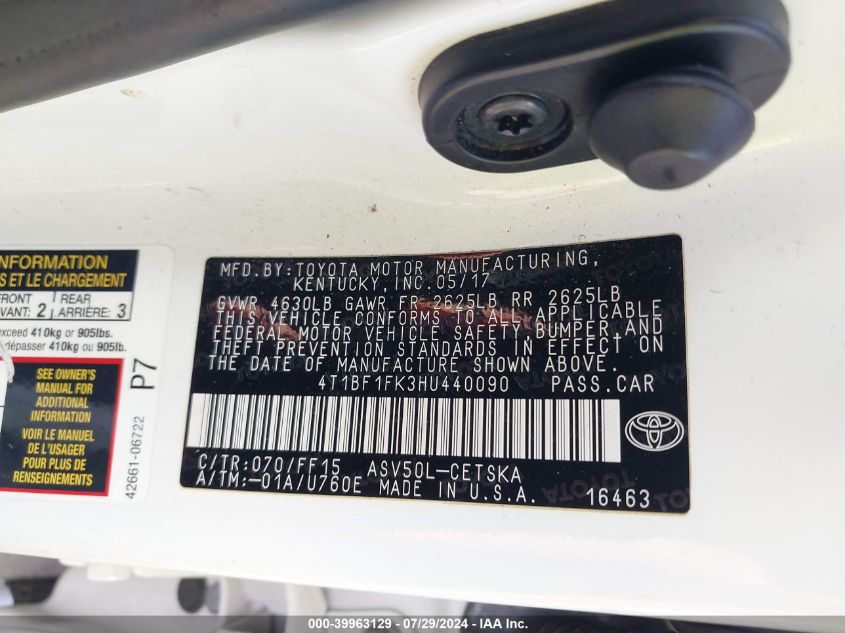 INFORMATION
S ET LE CHARGEMENT
FRONT
AVANT: 2
REAR
ARRIÈRE: 3
exceed 410kg or 905lbs.
dépasser 410kg ou 905lb.
SEE OWNER'S
MANUAL FOR
ADDITIONAL
INFORMATION
VOIR LE MANUEL
DE L'USAGER
POUR PLUS DE
RENSEIGNEMENTS
42661-06722 P7
MFD.BY:TOYOTA MOTOR MANUFACTURING,
KENTUCKY,INC.05/17
GVWR 4630LB GAWR FR 2625LB RR 2625LB
THIS VEHICLE CONFORMS TO ALL APPLICABLE
FEDERAL MOTOR VEHICLE SAFETY, BUMPER, AND
THEFT PREVENTION STANDARDS IN EFFECT ON
THE DATE OF MANUFACTURE SHOWN ABOVE.
4T1BF1FK3HU440090 PASS.CAR
C/TR:070/FF15 ASV50L-CETSKA
A/TM:-01A/U760E MADE IN U.S.A. 16463
000-39963129 - 07/29/2024 - IAA Inc.